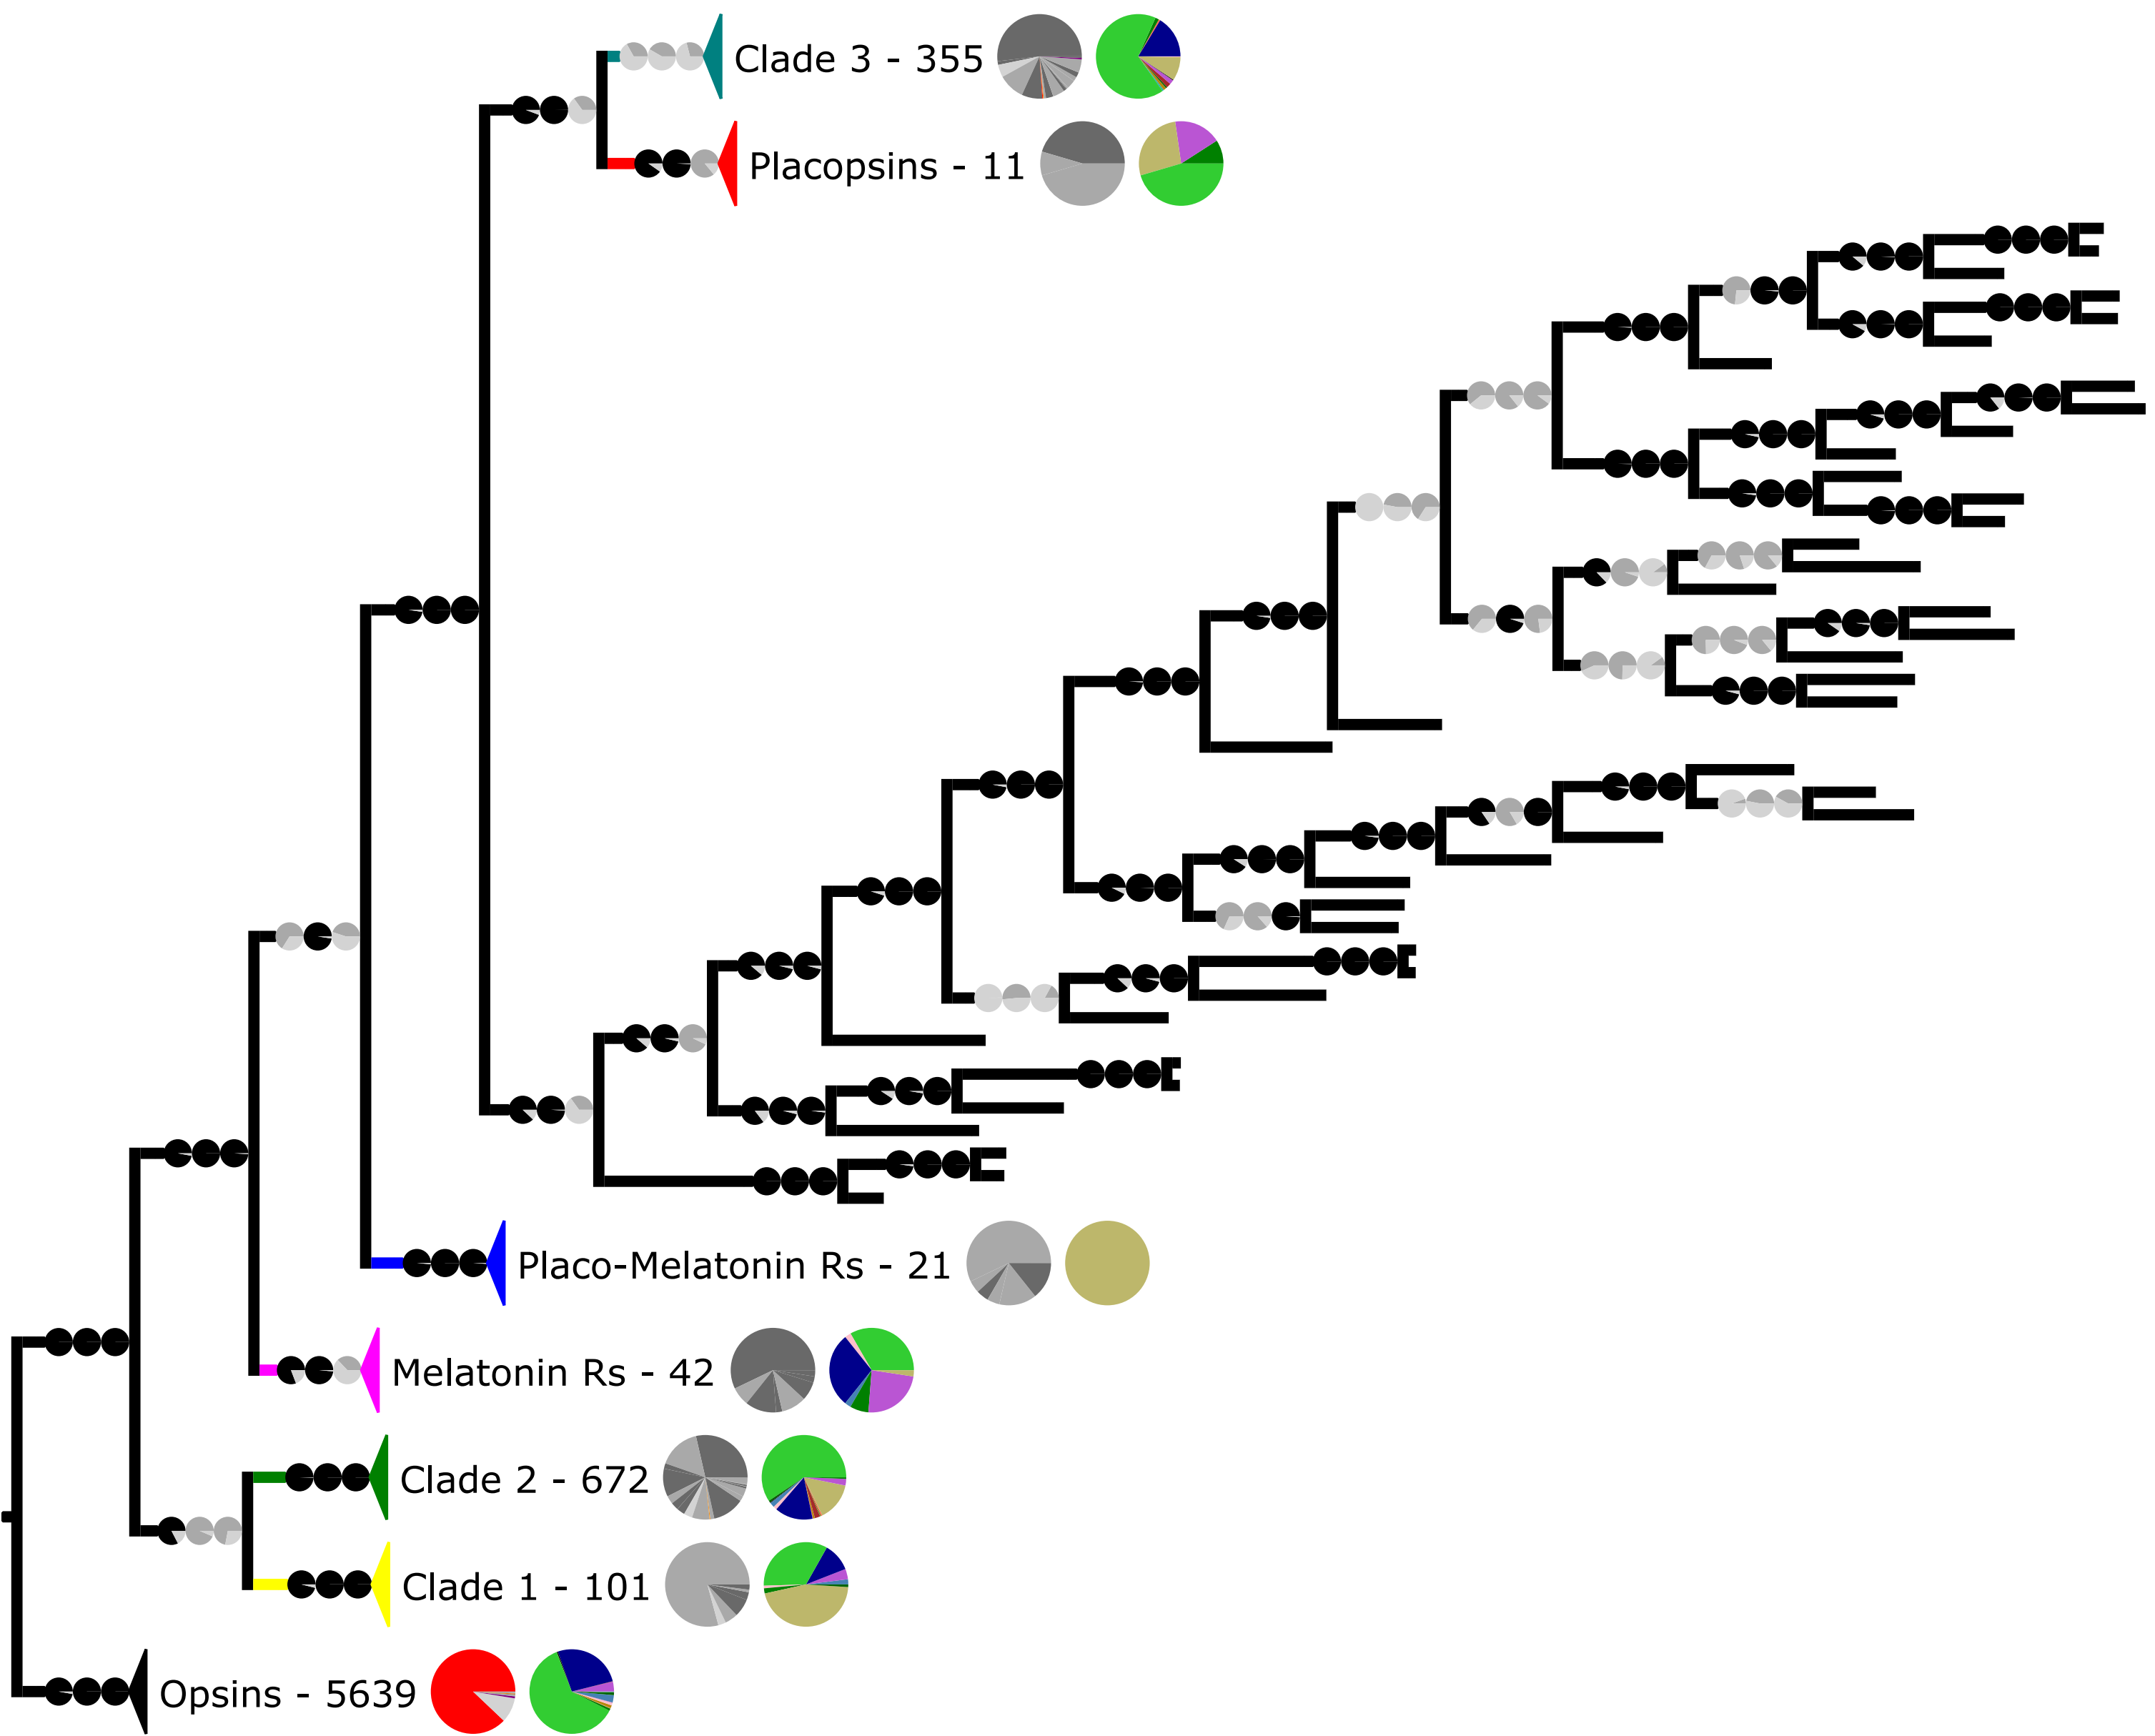 Clade 3 - 355
Placopsins - 11
Placo-Melatonin Rs - 21
Melatonin Rs - 42
Clade 2 - 672
Clade 1 - 101
Opsins - 5639